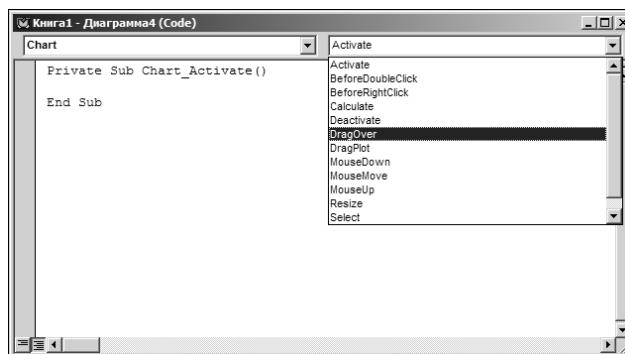 Книга1 - Диаграмма4 (Code)
Chart
Activate
Private Sub Chart_Activate()
End Sub
Activate
BeforeDoubleClick
BeforeRightClick
Calculate
Deactivate
DragOver
DragPlot
MouseDown
MouseMove
MouseUp
Resize
Select